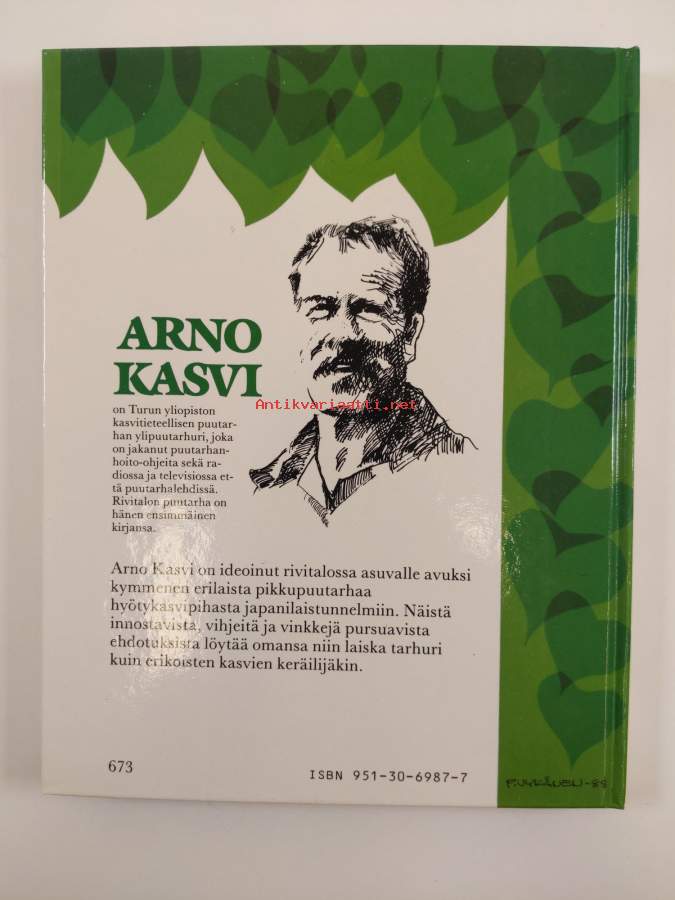 ARNO
KASVI
Antikvariaatti.net
on Turun yliopiston
kasvitieteellisen puutar-
han ylipuutarhuri, joka
on jakanut puutarhan-
hoito-ohjeita sekä ra-
diossa ja televisiossa et-
tä puutarhalehdissä.
Rivitalon puutarha on
hänen ensimmäinen
kirjansa.
Arno Kasvi on ideoinut rivitalossa asuvalle avuksi
kymmenen erilaista pikkupuutarhaa
hyötykasvipihasta japanilaistunnelmiin. Näistä
innostavista, vihjeitä ja vinkkejä pursuavista
ehdotuksista löytää omansa niin laiska tarhuri
kuin erikoisten kasvien keräilijäkin.
673
ISBN 951-30-6987-7